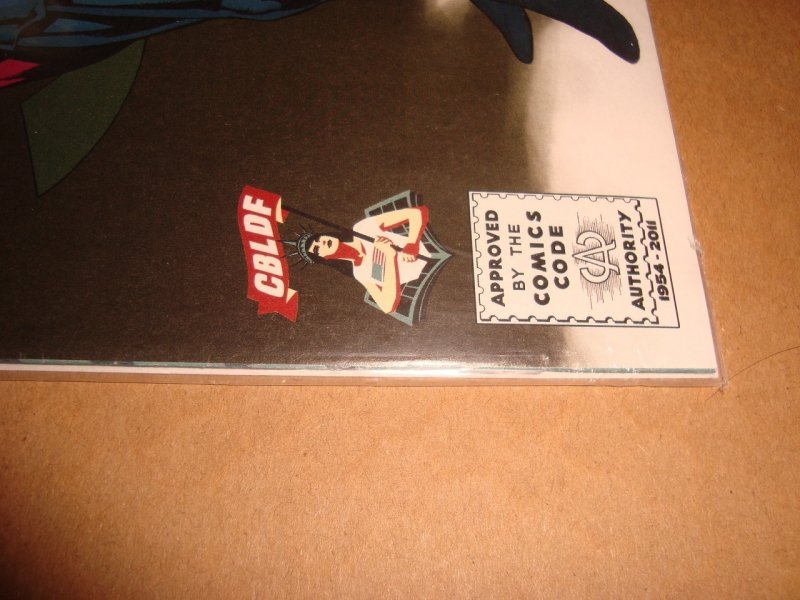 CBLDF
APPROVED
BY THE
COMICS
CODE
CA
AUTHORITY
1954-2011